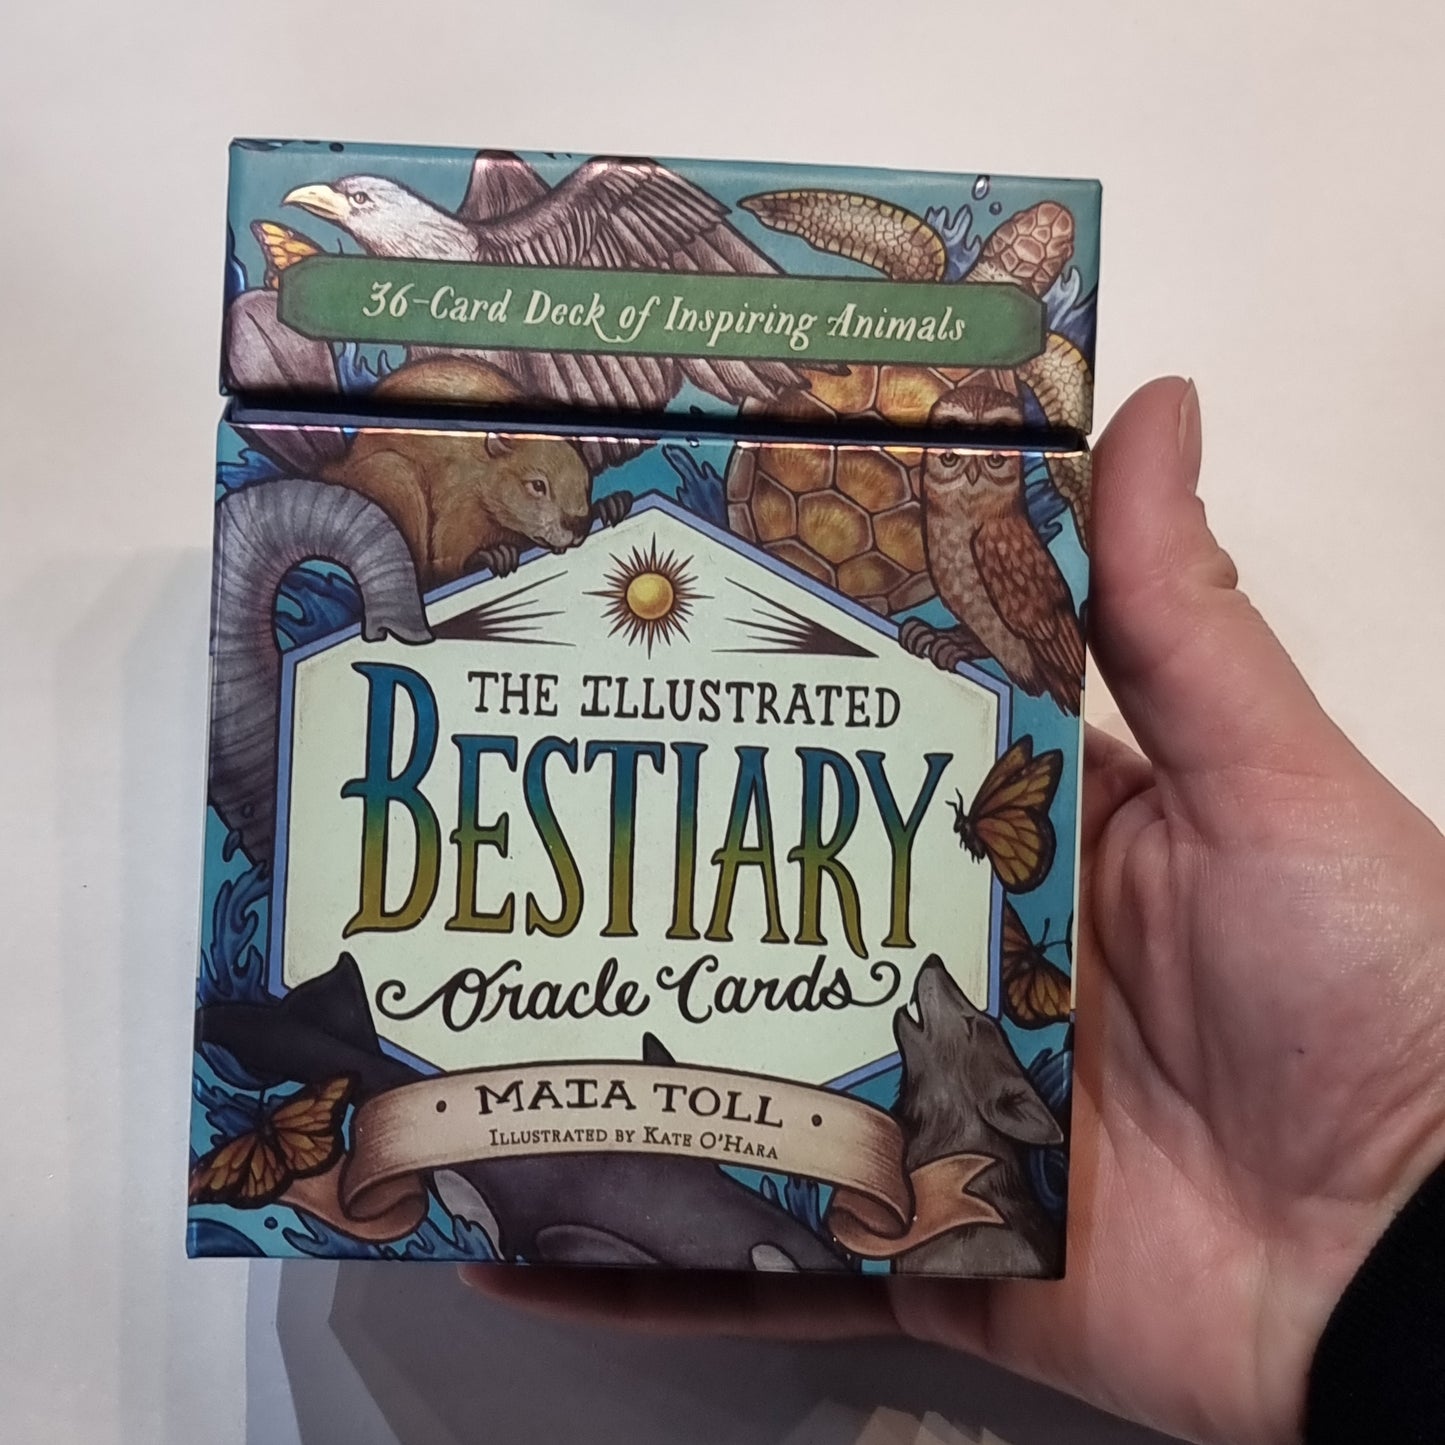 36-Card Deck of Inspiring Animals
THE ILLUSTRATED
BESTIARY
Oracle Cards
• MAIA TOLL •
ILLUSTRATED BY KATE O'HARA